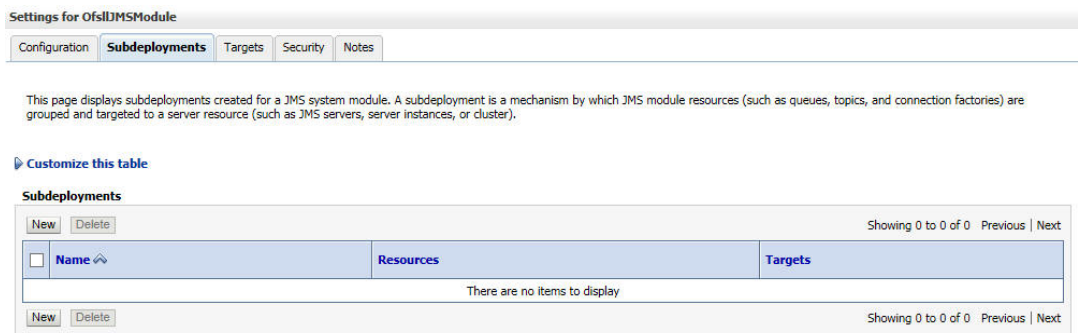 Settings for OfsllJMSModule
Configuration Subdeployments Targets Security Notes
This page displays subdeployments created for a JMS system module. A subdeployment is a mechanism by which JMS module resources (such as queues, topics, and connection factories) are
grouped and targeted to a server resource (such as JMS servers, server instances, or cluster).
Customize this table
Subdeployments
New Delete Showing 0 to 0 of 0 Previous | Next
Name Resources Targets
There are no items to display
New Delete Showing 0 to 0 of 0 Previous | Next